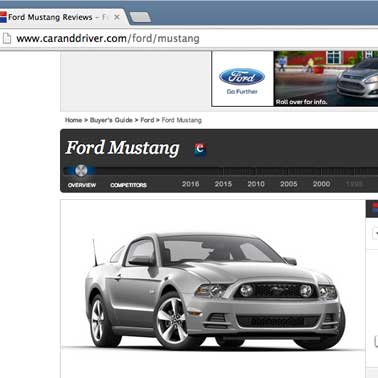 Ford Mustang Reviews – F
www.caranddriver.com/ford/mustang
Ford
Go Further
Roll over for info.
Home > Buyer's Guide > Ford > Ford Mustang
Ford Mustang C
OVERVIEW COMPETITORS 2016 2015 2010 2005 2000 1995